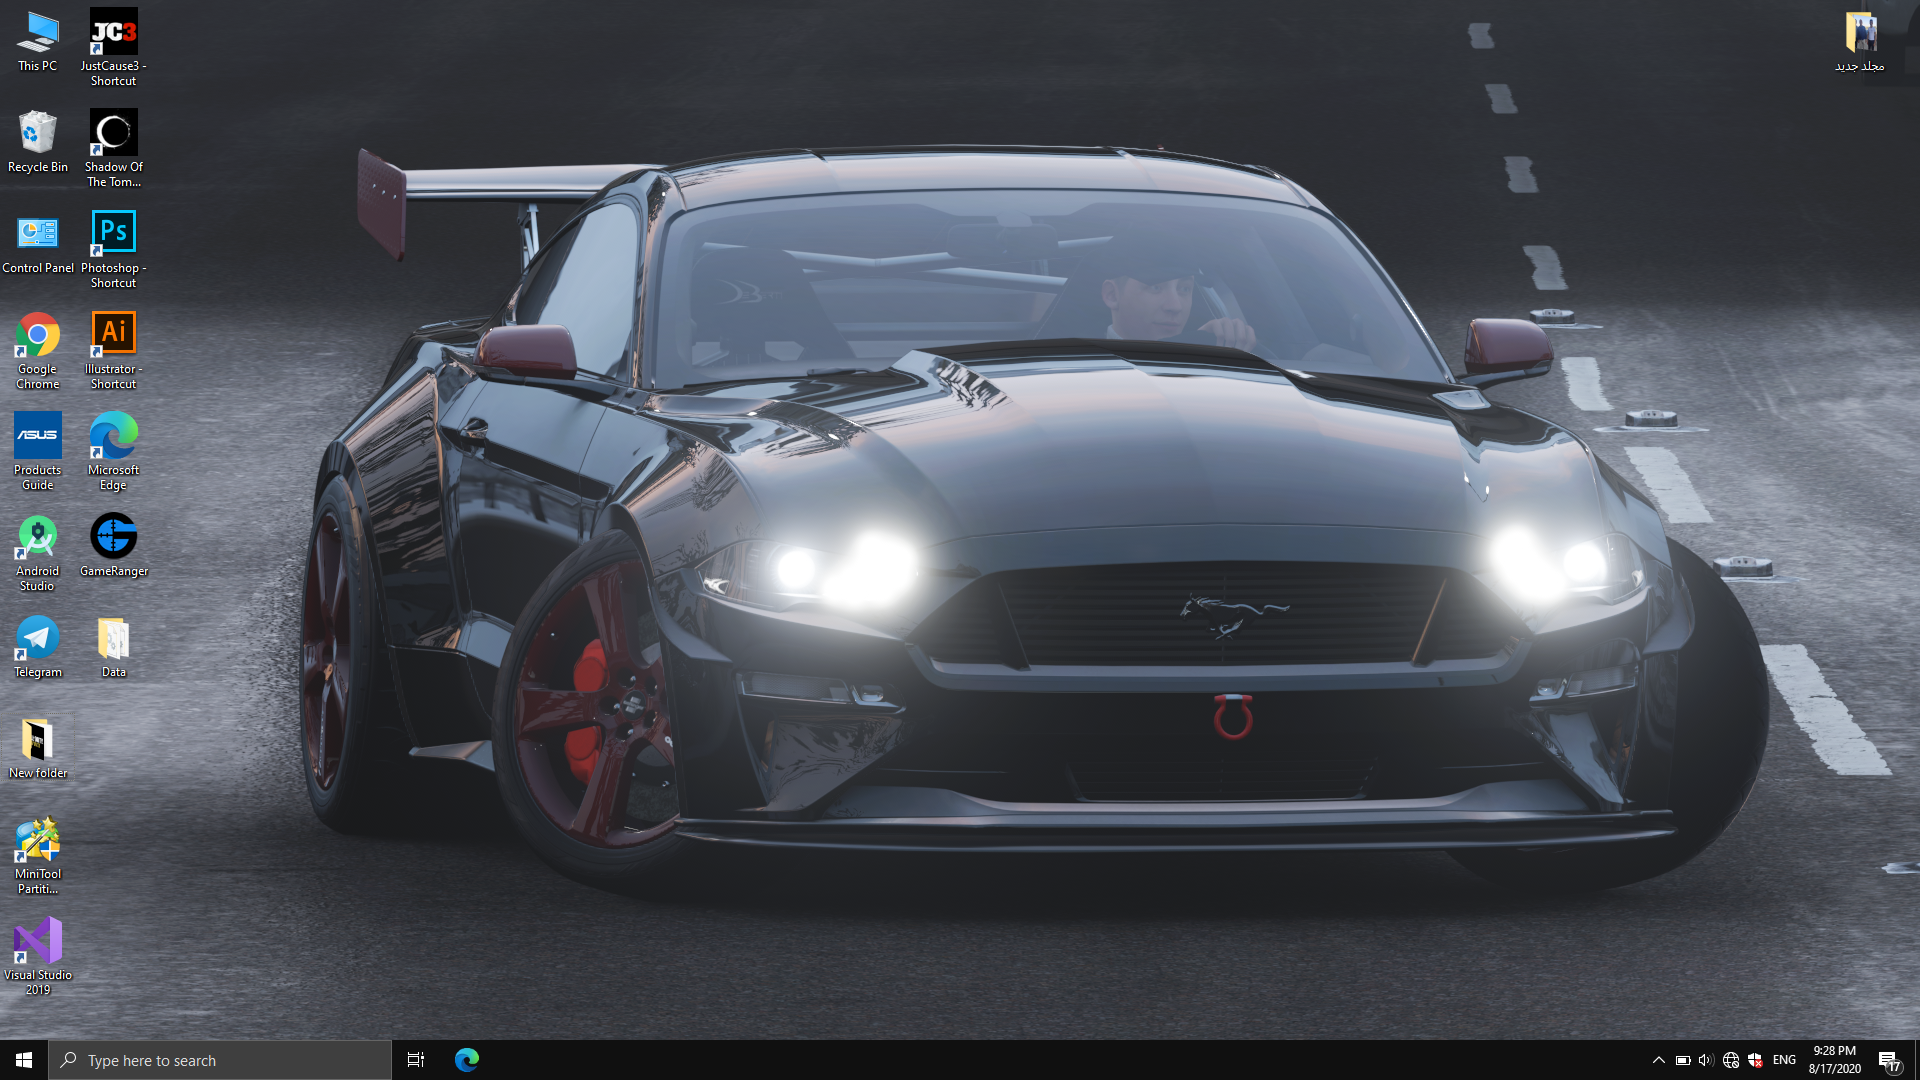 This PC
JC3
JustCause3 -
Shortcut
Recycle Bin
Shadow Of
The Tom...
Control Panel
Ps
Photoshop -
Shortcut
Google
Chrome
Ai
Illustrator -
Shortcut
ASUS
Products
Guide
Microsoft
Edge
Android
Studio
GameRanger
Telegram
Data
New folder
MiniTool
Partiti...
Visual Studio
2019
مجلد جديد
Type here to search
ENG
9:28 PM
8/17/2020
17